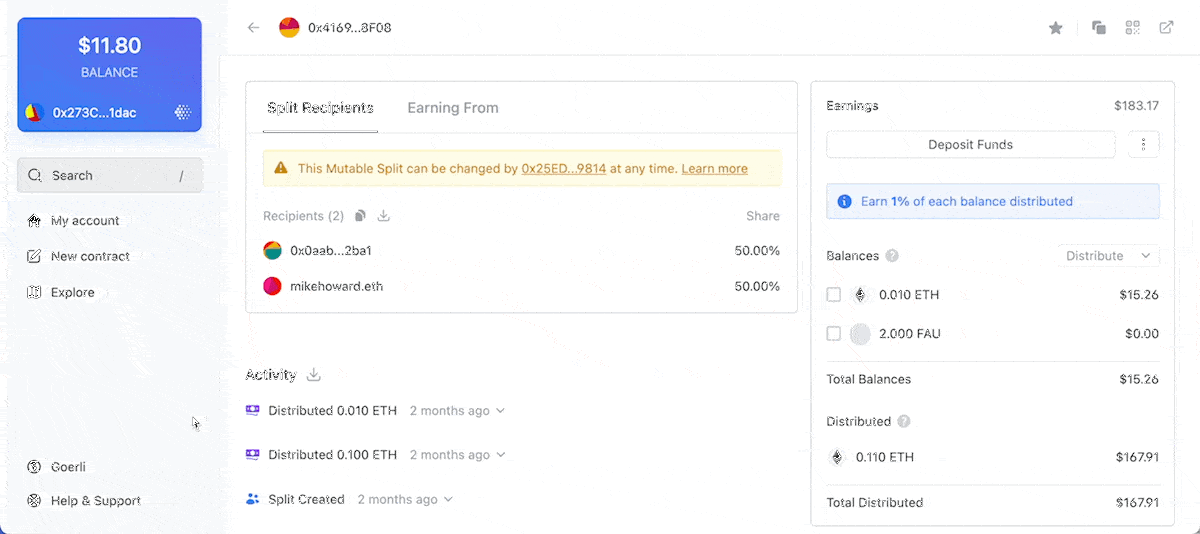 $11.80
BALANCE
0x273C...1dac
Search /
My account
New contract
Explore
Goerli
Help & Support
0x4169...8F08
Split Recipients Earning From
This Mutable Split can be changed by 0x25ED...9814 at any time. Learn more
Recipients (2) Share
0x0aab...2ba1 50.00%
mikehoward.eth 50.00%
Activity
Distributed 0.010 ETH 2 months ago
Distributed 0.100 ETH 2 months ago
Split Created 2 months ago
Earnings $183.17
Deposit Funds
Earn 1% of each balance distributed
Balances ? Distribute
0.010 ETH $15.26
2.000 FAU $0.00
Total Balances $15.26
Distributed ?
0.110 ETH $167.91
Total Distributed $167.91